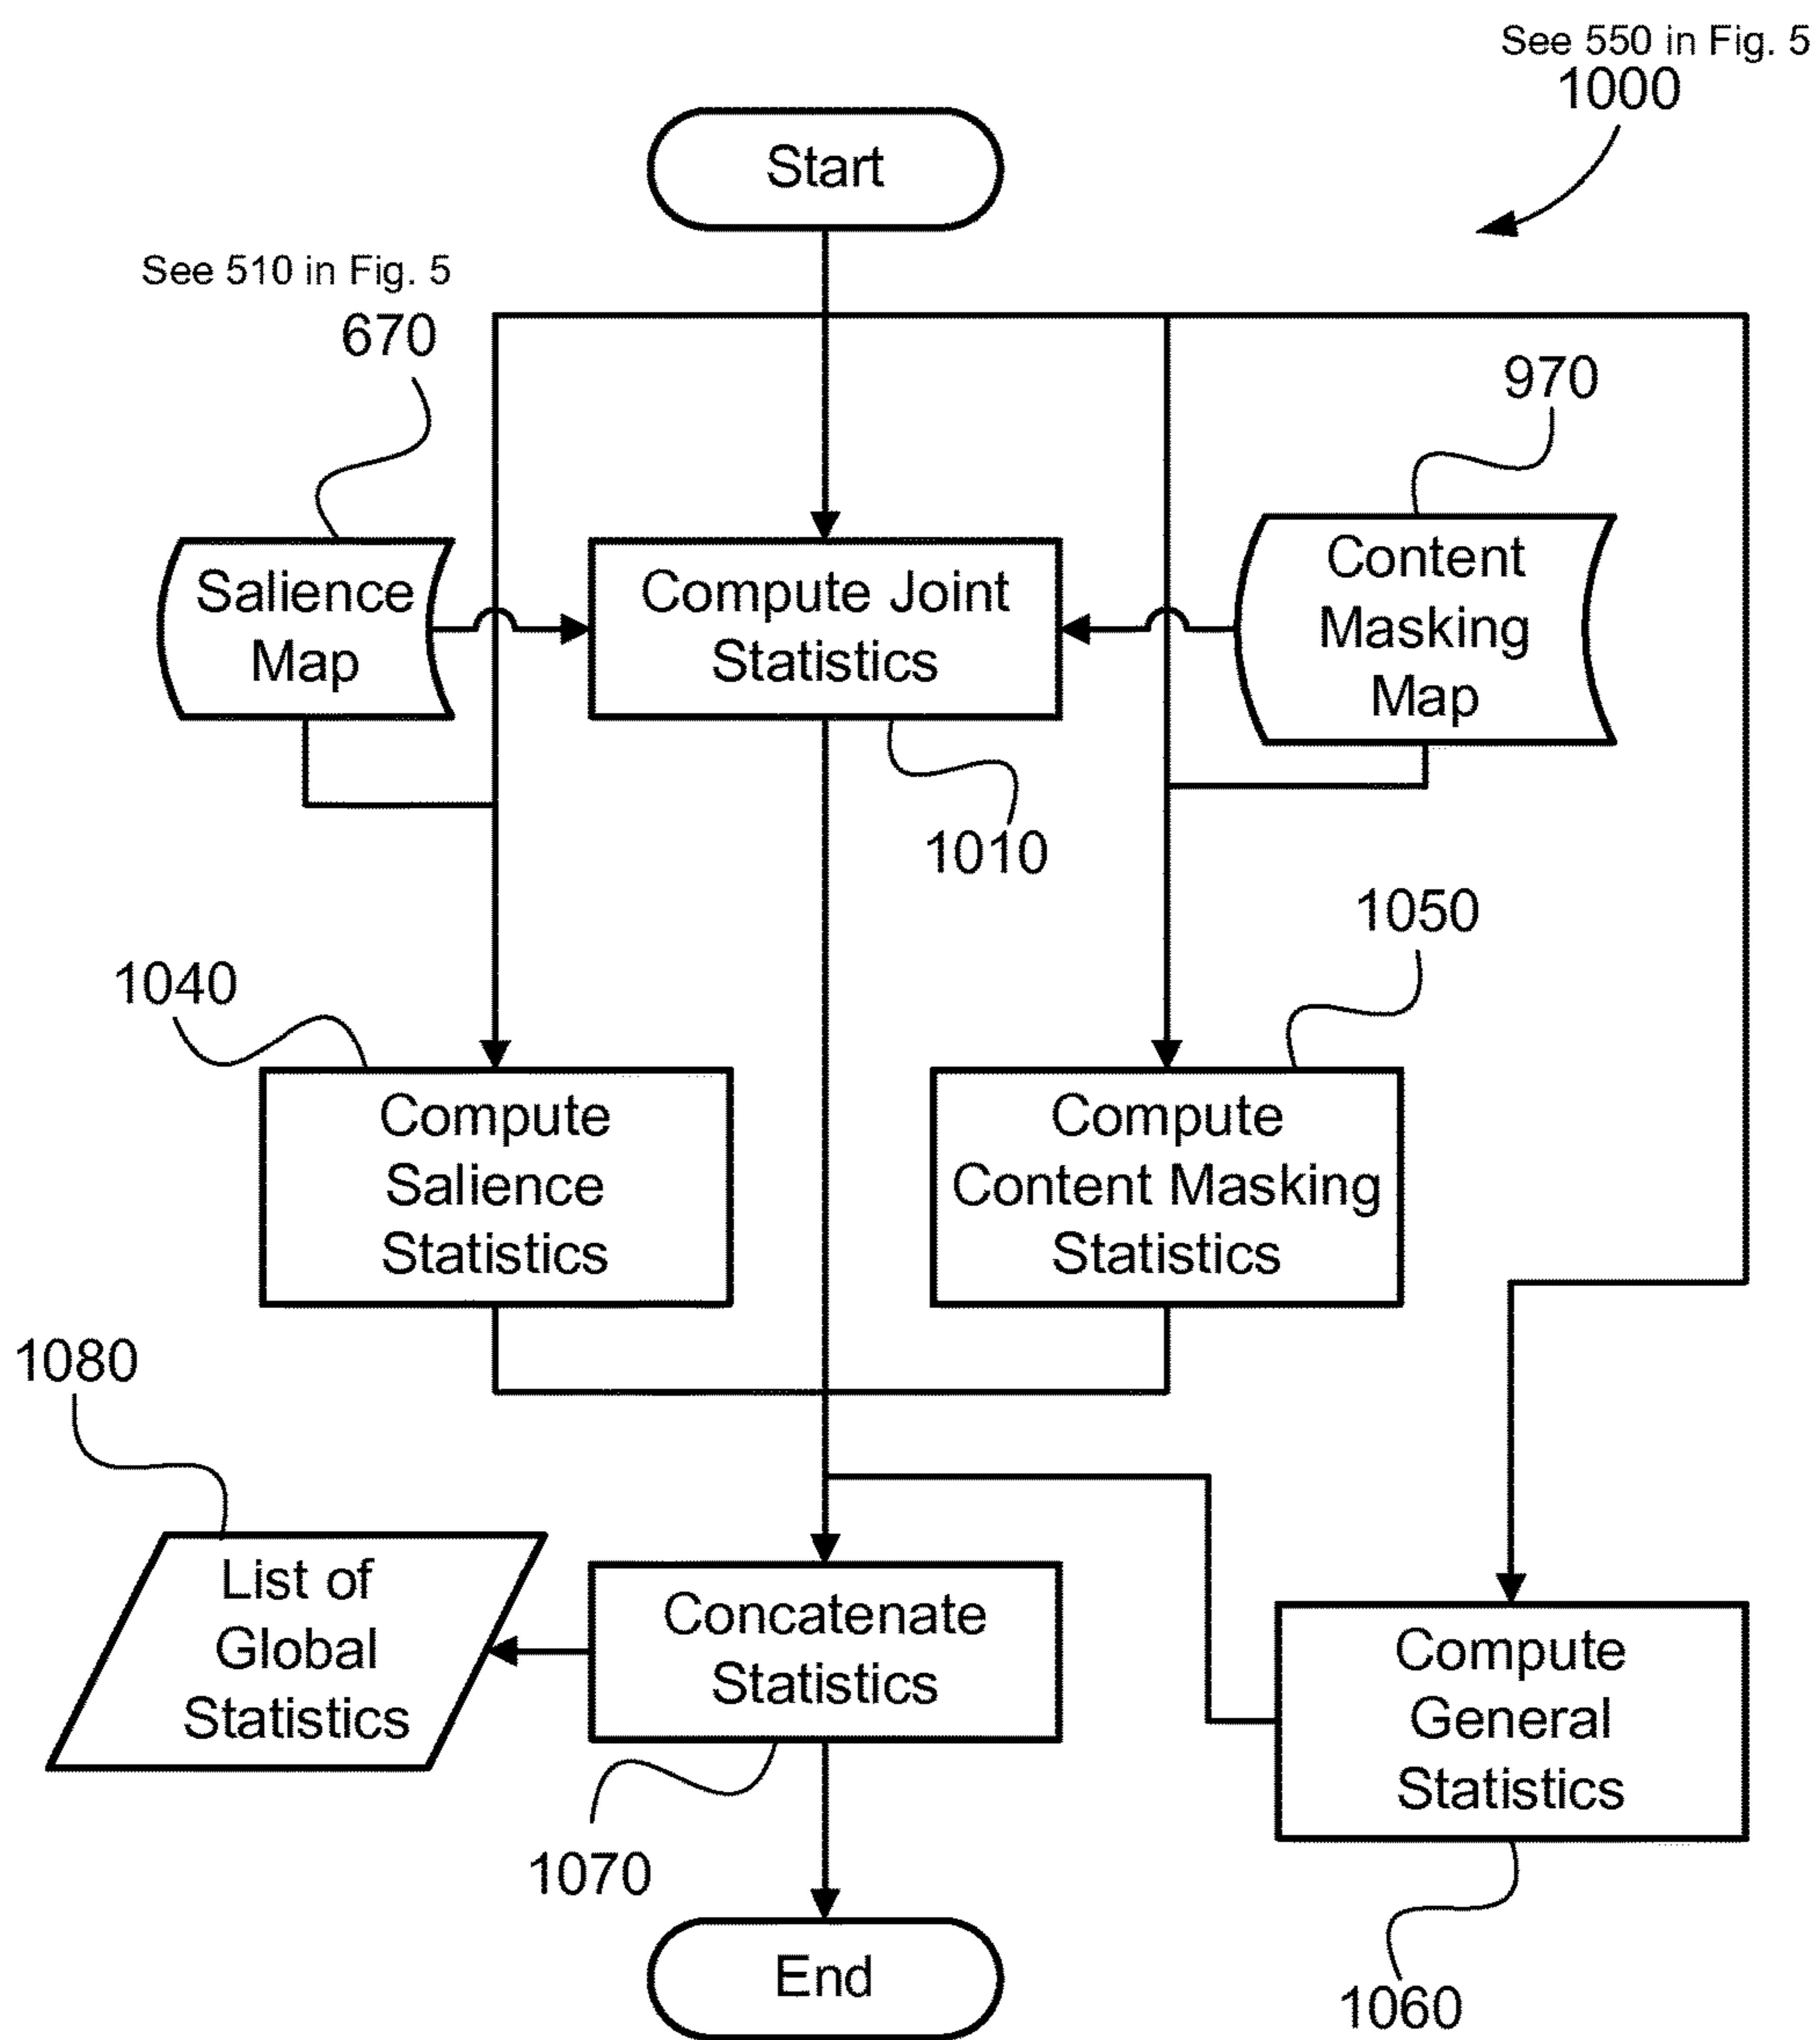 See 550 in Fig. 5
1000
Start
See 510 in Fig. 5
670
970
Salience
Map
Compute Joint
Statistics
Content
Masking
Map
1010
1050
1040
Compute
Salience
Statistics
Compute
Content Masking
Statistics
1080
List of
Global
Statistics
Concatenate
Statistics
Compute
General
Statistics
1070
End
1060